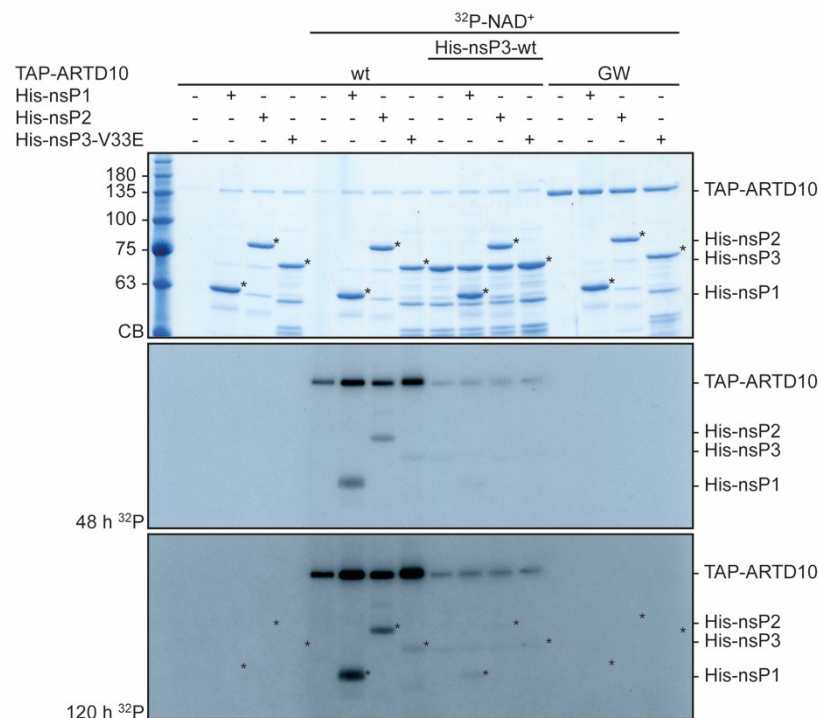 ³²P-NAD⁺
His-nsP3-wt
TAP-ARTD10 wt GW
His-nsP1 - + - - - + - - - + - - - + - -
His-nsP2 - - + - - - + - - - + - - - + -
His-nsP3-V33E - - - + - - - + - - - + - - - +
180
135 TAP-ARTD10
100
His-nsP2
75 * * * *
His-nsP3
* * * *
63
* * * * His-nsP1
CB
TAP-ARTD10
His-nsP2
His-nsP3
His-nsP1
48 h ³²P
TAP-ARTD10
* * * * His-nsP2
* * * * His-nsP3
* * * * His-nsP1
120 h ³²P